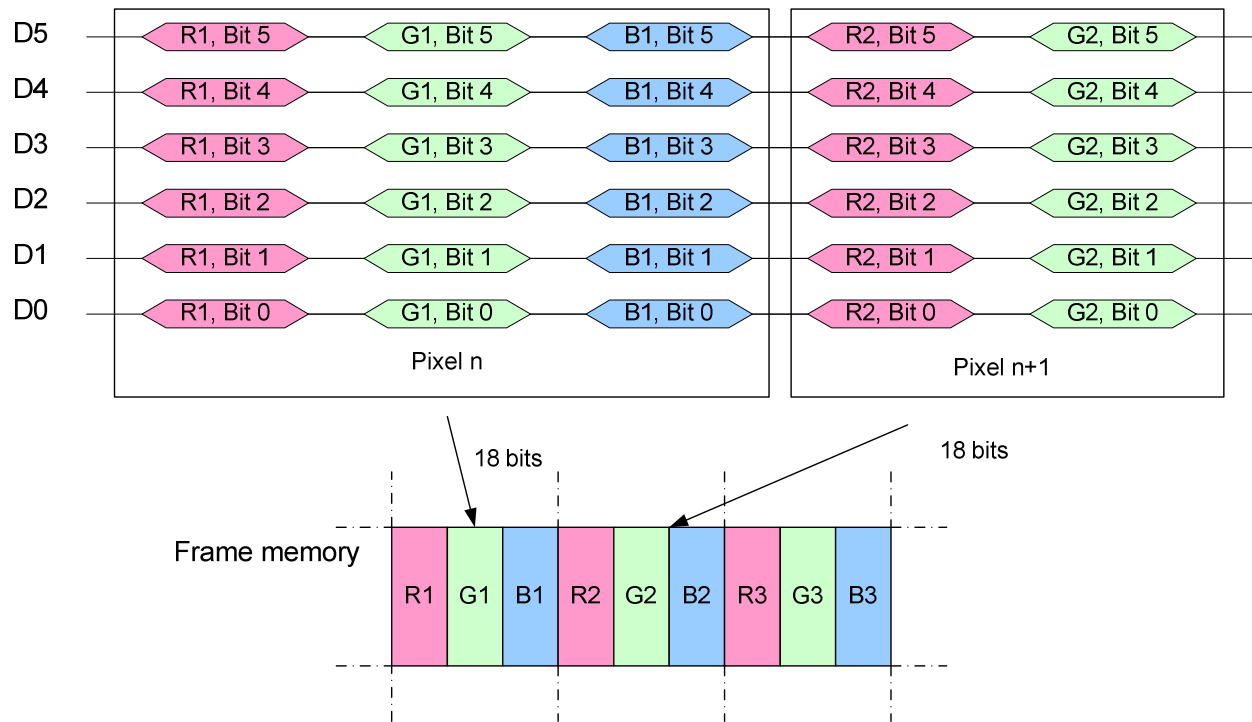 D5 R1, Bit 5 G1, Bit 5 B1, Bit 5 R2, Bit 5 G2, Bit 5
D4 R1, Bit 4 G1, Bit 4 B1, Bit 4 R2, Bit 4 G2, Bit 4
D3 R1, Bit 3 G1, Bit 3 B1, Bit 3 R2, Bit 3 G2, Bit 3
D2 R1, Bit 2 G1, Bit 2 B1, Bit 2 R2, Bit 2 G2, Bit 2
D1 R1, Bit 1 G1, Bit 1 B1, Bit 1 R2, Bit 1 G2, Bit 1
D0 R1, Bit 0 G1, Bit 0 B1, Bit 0 R2, Bit 0 G2, Bit 0
Pixel n Pixel n+1
18 bits 18 bits
Frame memory
R1 G1 B1 R2 G2 B2 R3 G3 B3